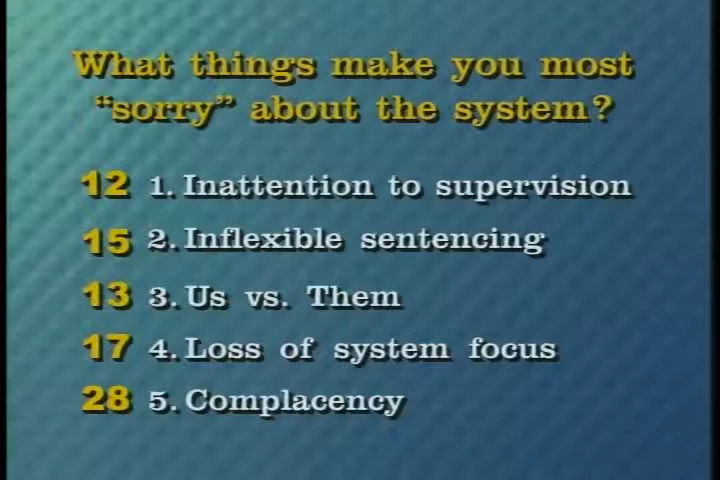 What things make you most
“sorry” about the system?
12 1. Inattention to supervision
15 2. Inflexible sentencing
13 3. Us vs. Them
17 4. Loss of system focus
28 5. Complacency